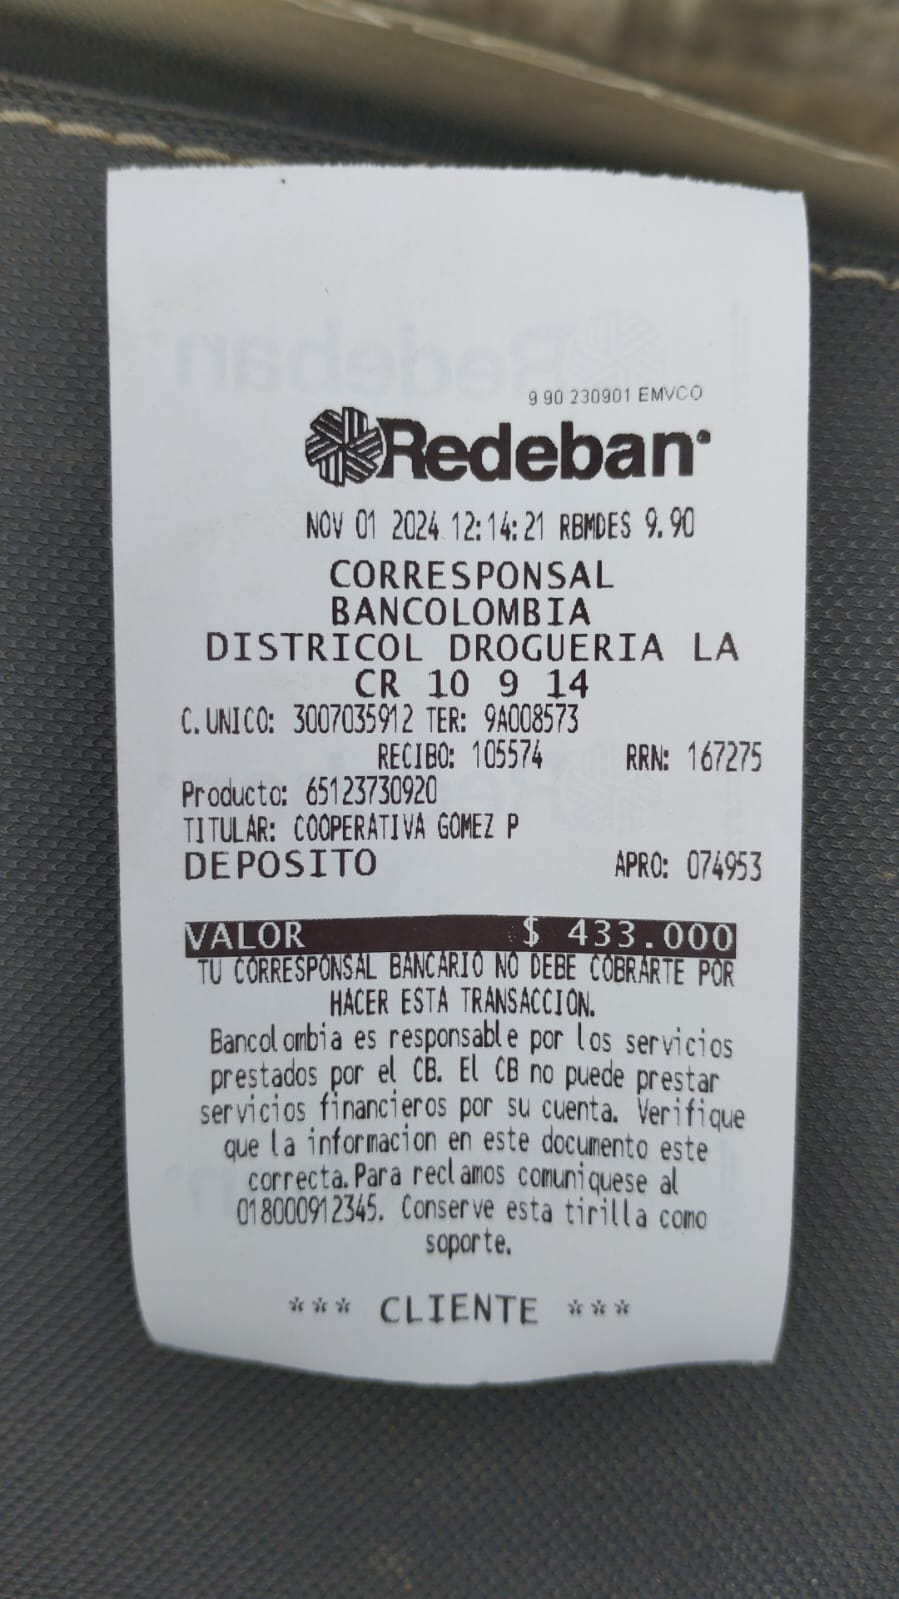 9 90 230901 EMVCO
Redeban
NOV 01 2024 12:14:21 RBMDES 9.90
CORRESPONSAL
BANCOLOMBIA
DISTRICOL DROGUERIA LA
CR 10 9 14
C. UNICO: 3007035912 TER: 9A008573
RECIBO: 105574 RRN: 167275
Producto: 65123730920
TITULAR: COOPERATIVA GOMEZ P
DEPOSITO APRO: 074953
VALOR $ 433.000
TU CORRESPONSAL BANCARIO NO DEBE COBRARTE POR
HACER ESTA TRANSACCION.
Bancolombia es responsable por los servicios
prestados por el CB. El CB no puede prestar
servicios financieros por su cuenta. Verifique
que la informacion en este documento este
correcta. Para reclamos comuniquese al
018000912345. Conserve esta tirilla como
soporte.
*** CLIENTE ***